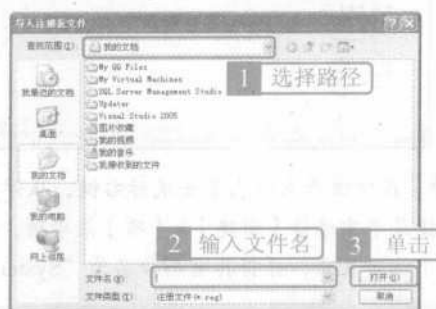 导入注册表文件
查找范围(I):
我的文档
My QQ Files
My Virtual Machines
SQL Server Management Studio
Updater
Visual Studio 2005
图片收藏
我的视频
我的音乐
我接收到的文件
我最近的文档
桌面
我的文档
我的电脑
网上邻居
1 选择路径
2 输入文件名
3 单击
文件名(N):
打开(O)
文件类型(T):
注册文件(*.reg)
取消